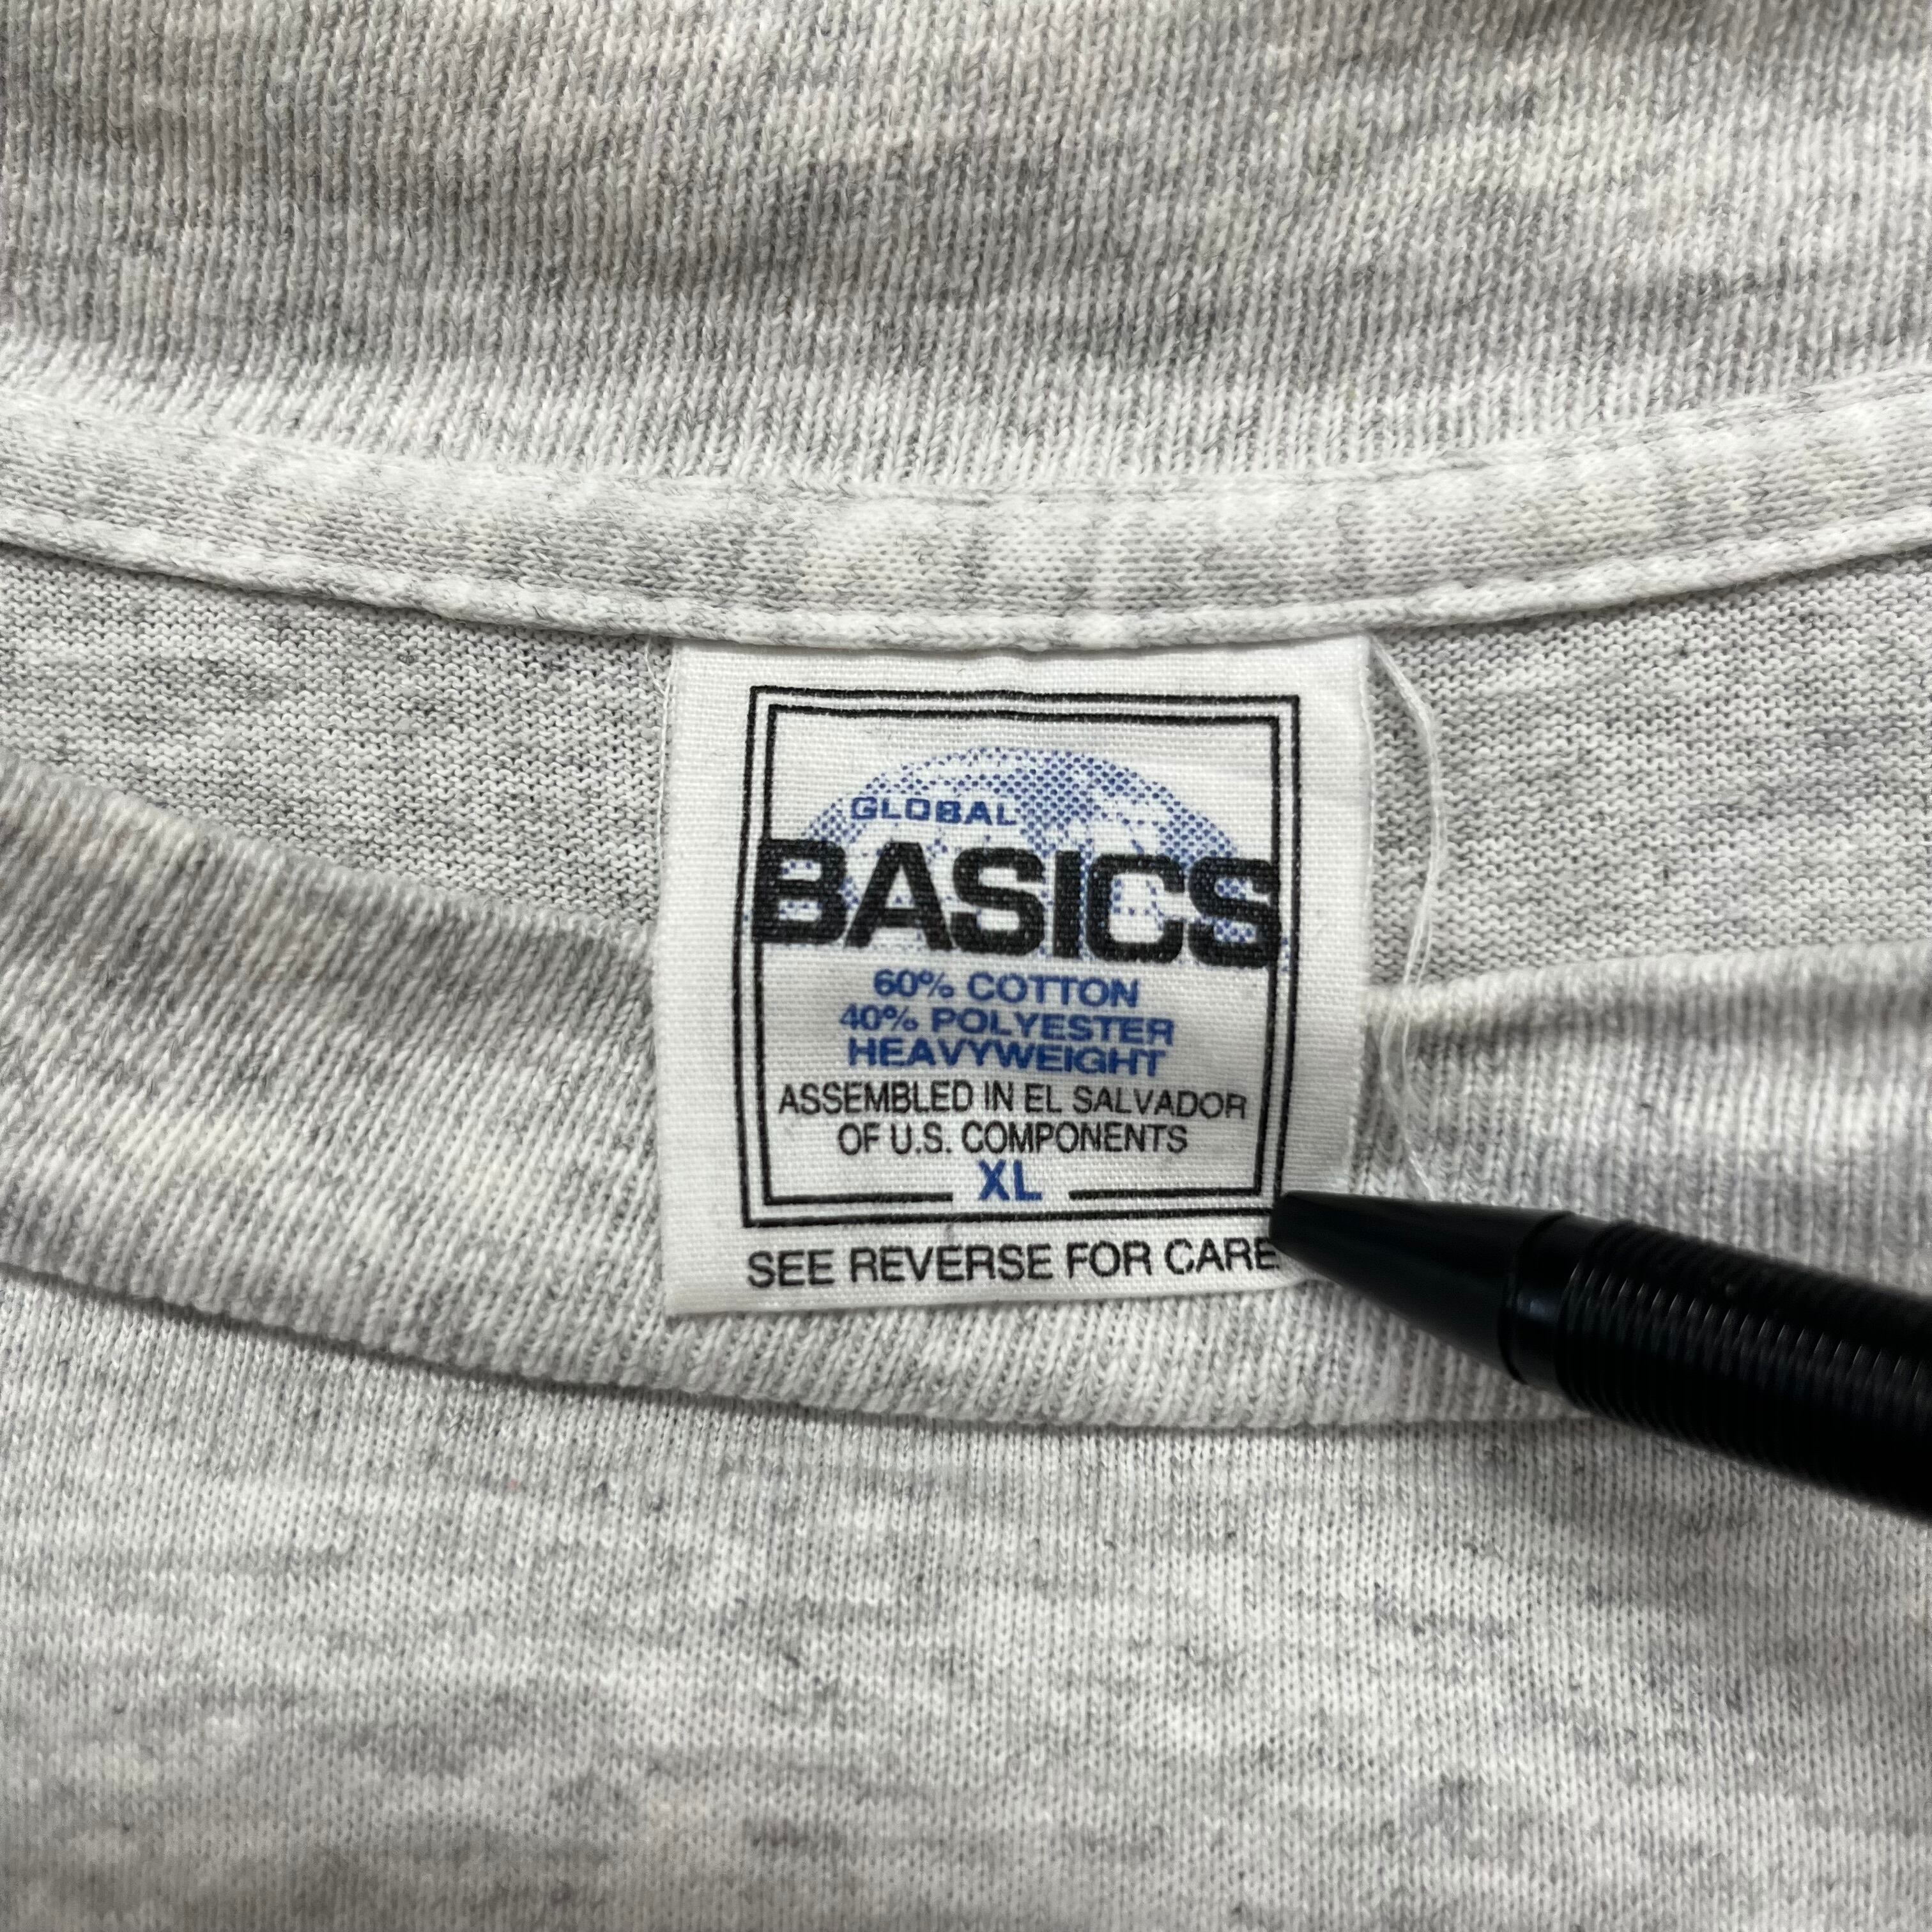 GLOBAL
BASICS
60% COTTON
40% POLYESTER
HEAVYWEIGHT
ASSEMBLED IN EL SALVADOR
OF U.S. COMPONENTS
XL
SEE REVERSE FOR CARE